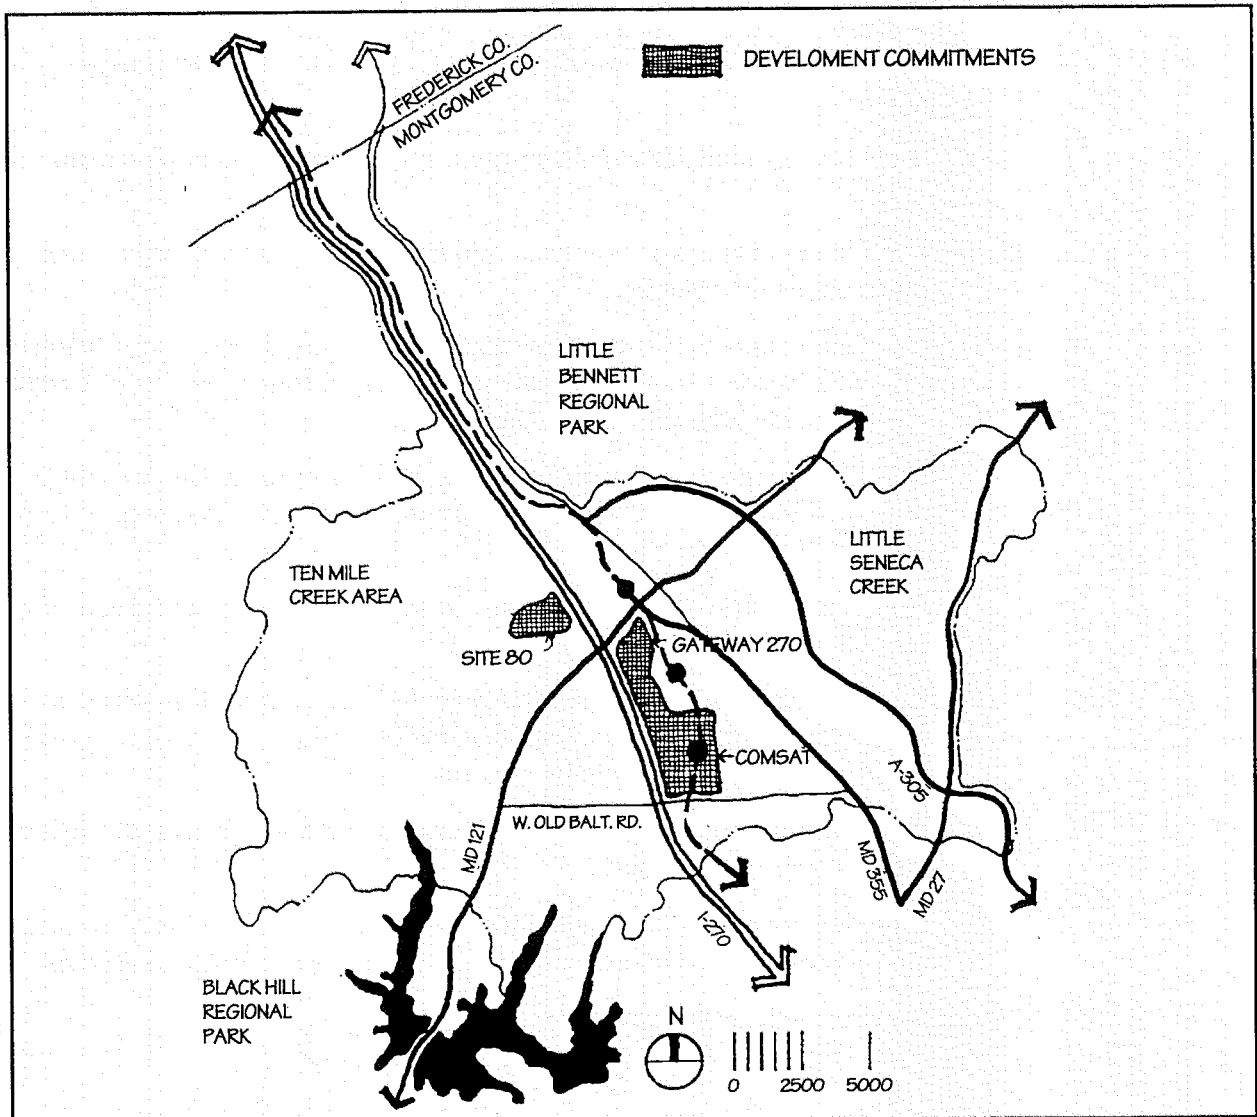 DEVELOMENT COMMITMENTS
FREDERICK CO.
MONTGOMERY CO.
LITTLE
BENNETT
REGIONAL
PARK
LITTLE
SENECA
CREEK
TEN MILE
CREEK AREA
SITE 80
GATEWAY 270
COMSAT
A-305
W. OLD BALT. RD.
MD 121
MD 355
MD 27
I-270
BLACK HILL
REGIONAL
PARK
N
0 2500 5000